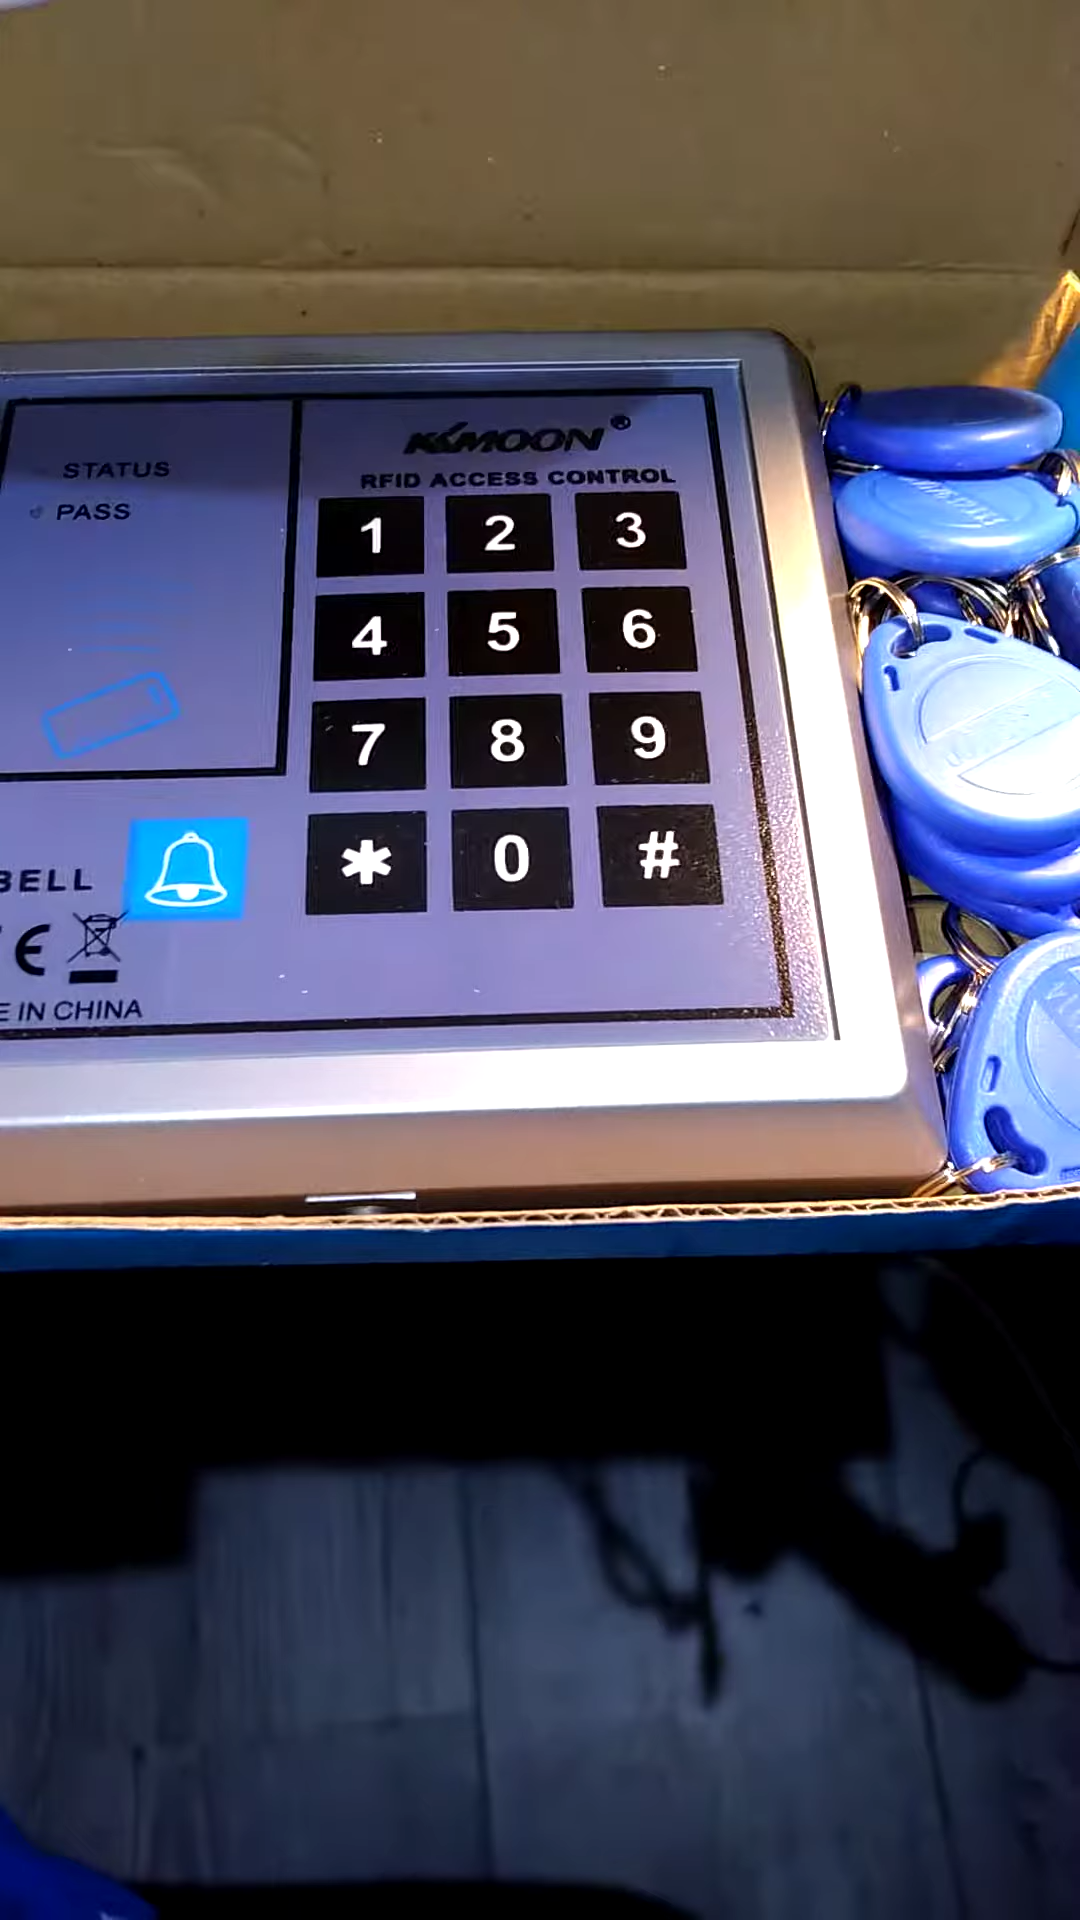 STATUS
PASS
KKMOON®
RFID ACCESS CONTROL
1 2 3
4 5 6
7 8 9
* 0 #
BELL
CE
E IN CHINA